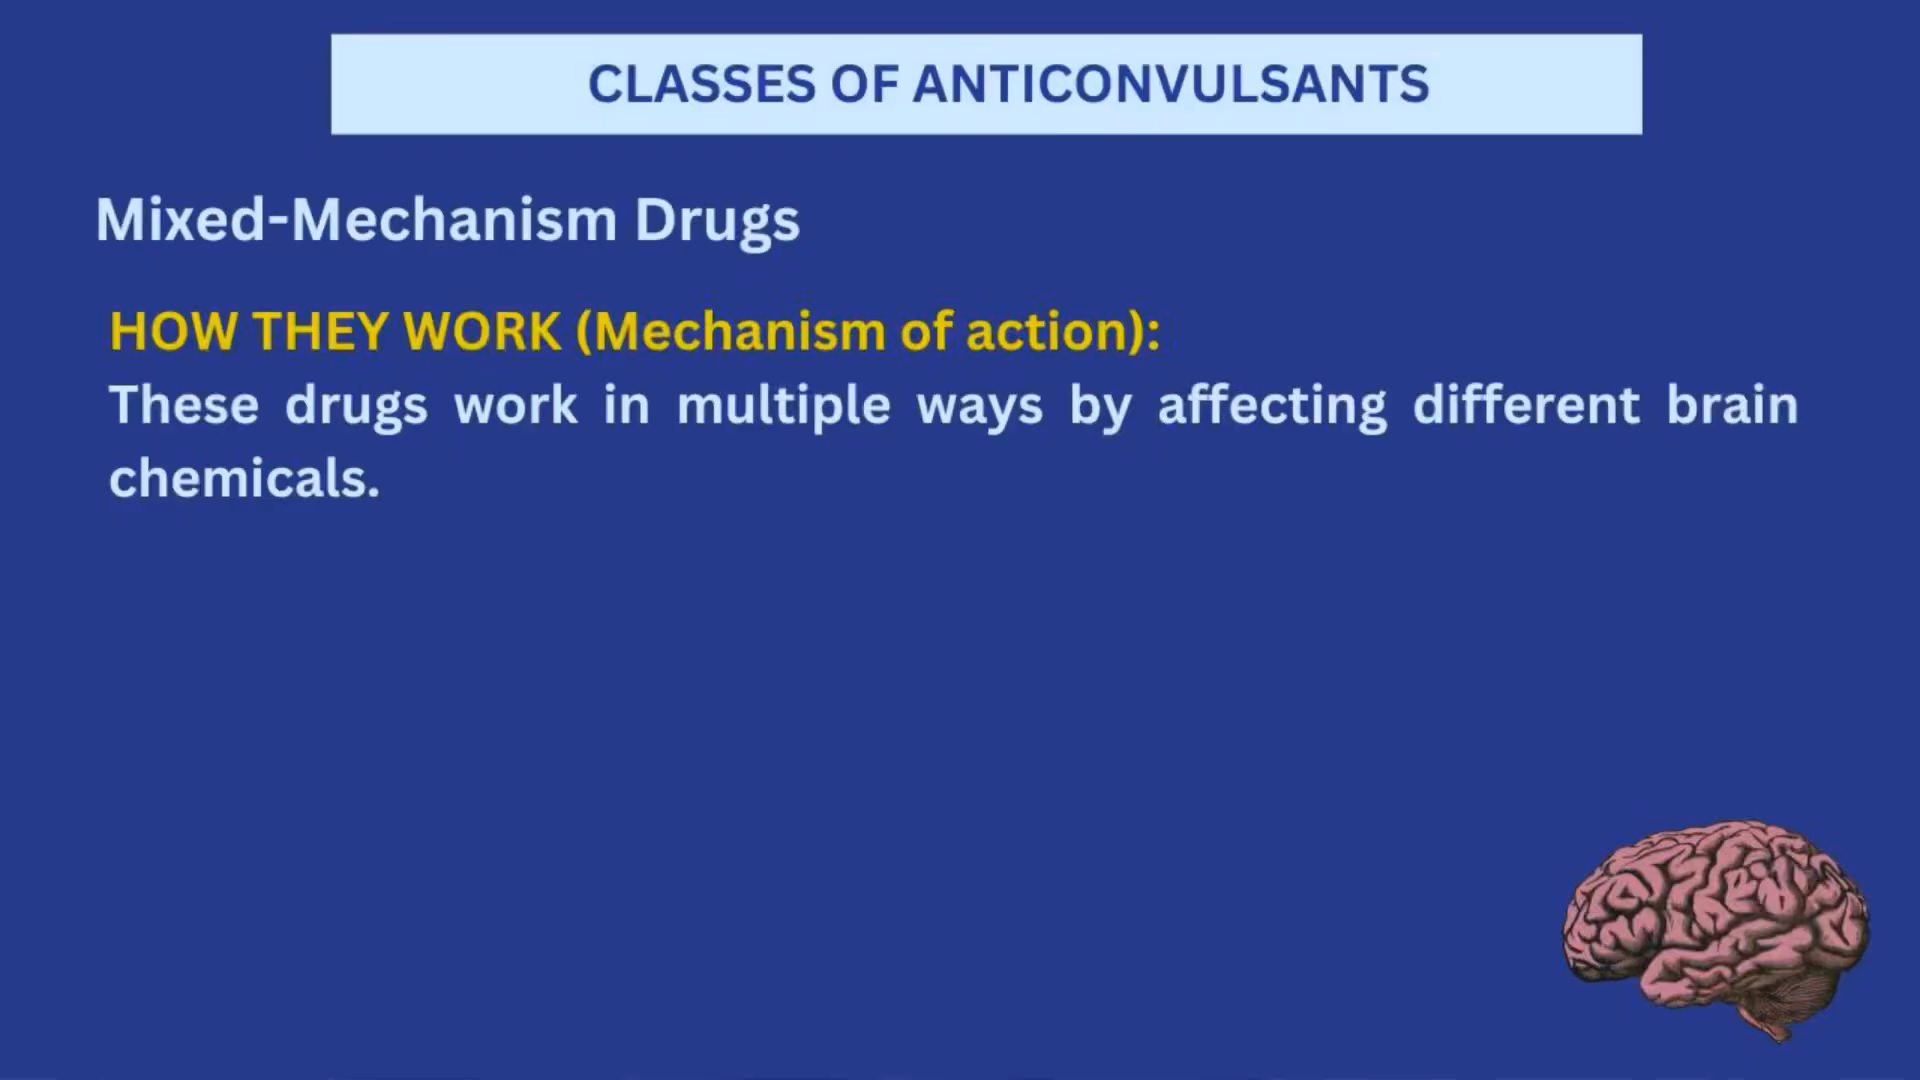 CLASSES OF ANTICONVULSANTS
Mixed-Mechanism Drugs
HOW THEY WORK (Mechanism of action):
These drugs work in multiple ways by affecting different brain
chemicals.